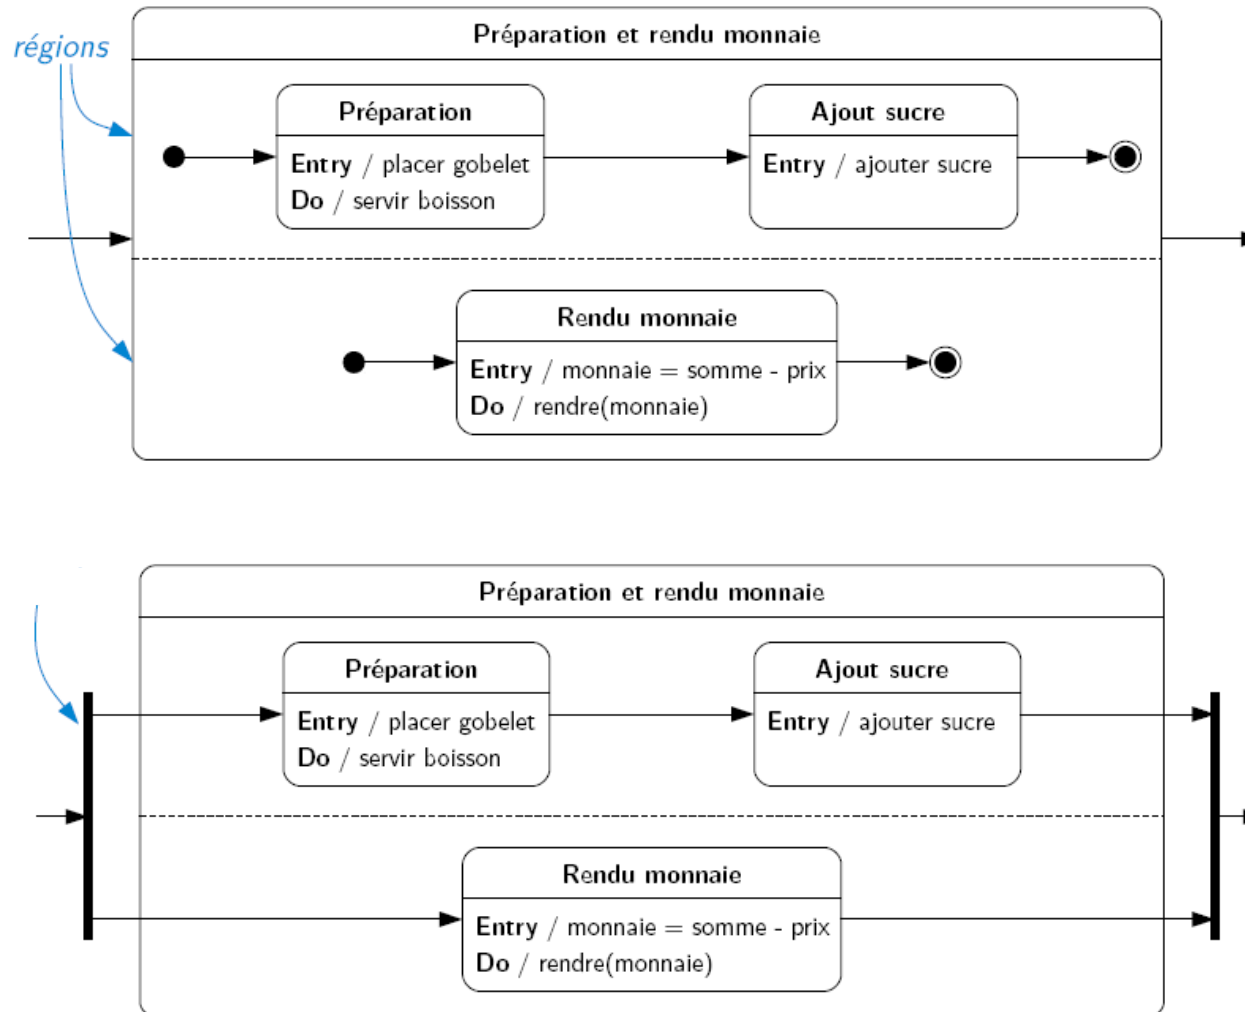 Préparation et rendu monnaie
régions
Préparation
Entry / placer gobelet
Do / servir boisson
Ajout sucre
Entry / ajouter sucre
Rendu monnaie
Entry / monnaie = somme - prix
Do / rendre(monnaie)
Préparation et rendu monnaie
Préparation
Entry / placer gobelet
Do / servir boisson
Ajout sucre
Entry / ajouter sucre
Rendu monnaie
Entry / monnaie = somme - prix
Do / rendre(monnaie)